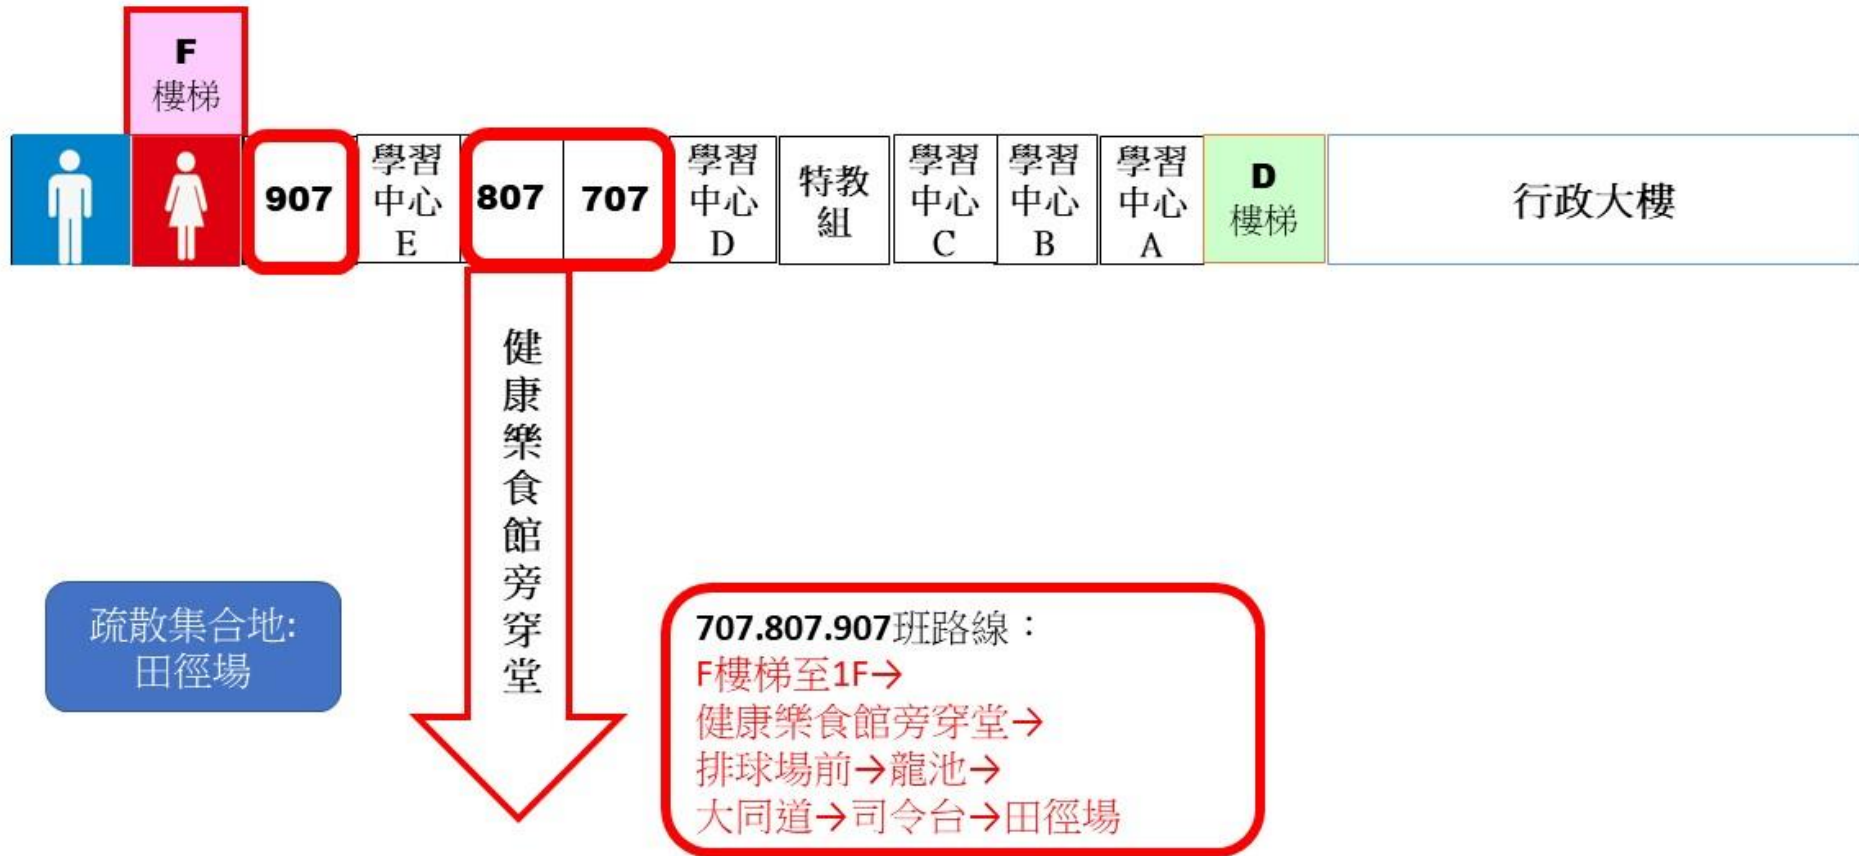 F
樓梯
907
學習
中心
E
807
707
學習
中心
D
特教
組
學習
中心
C
學習
中心
B
學習
中心
A
D
樓梯
行政大樓
健康樂食館旁穿堂
疏散集合地:
田徑場
707.807.907班路線：
F樓梯至1F→
健康樂食館旁穿堂→
排球場前→龍池→
大同道→司令台→田徑場